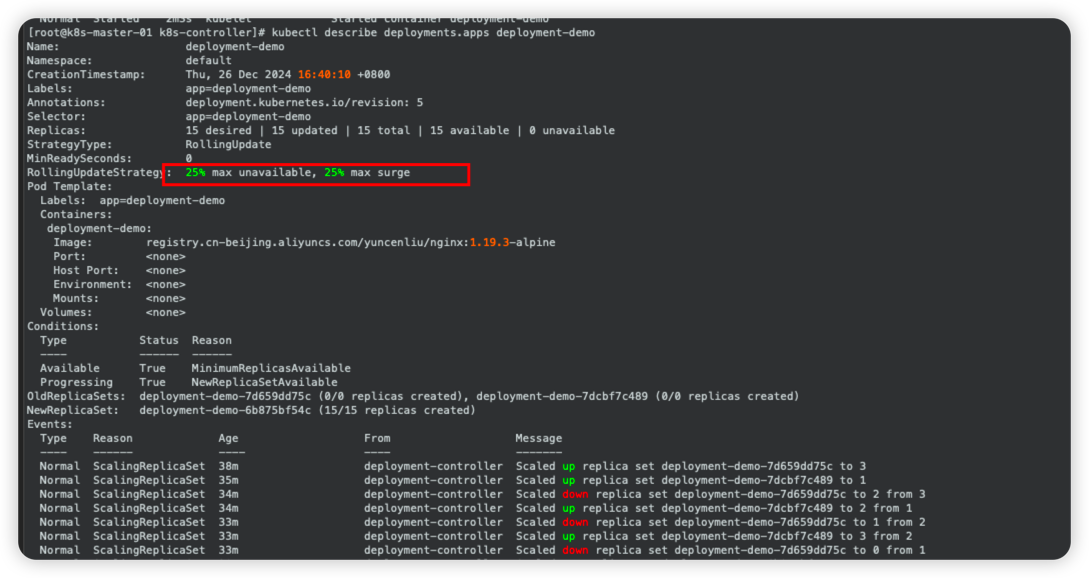 Normal Started 2m3s kubelet Started container deployment-demo
[root@k8s-master-01 k8s-controller]# kubectl describe deployments.apps deployment-demo
Name: deployment-demo
Namespace: default
CreationTimestamp: Thu, 26 Dec 2024 16:40:10 +0800
Labels: app=deployment-demo
Annotations: deployment.kubernetes.io/revision: 5
Selector: app=deployment-demo
Replicas: 15 desired | 15 updated | 15 total | 15 available | 0 unavailable
StrategyType: RollingUpdate
MinReadySeconds: 0
RollingUpdateStrategy: 25% max unavailable, 25% max surge
Pod Template:
Labels: app=deployment-demo
Containers:
deployment-demo:
Image: registry.cn-beijing.aliyuncs.com/yuncenliu/nginx:1.19.3-alpine
Port: <none>
Host Port: <none>
Environment: <none>
Mounts: <none>
Volumes: <none>
Conditions:
Type Status Reason
---- ------ ------
Available True MinimumReplicasAvailable
Progressing True NewReplicaSetAvailable
OldReplicaSets: deployment-demo-7d659dd75c (0/0 replicas created), deployment-demo-7dcbf7c489 (0/0 replicas created)
NewReplicaSet: deployment-demo-6b875bf54c (15/15 replicas created)
Events:
Type Reason Age From Message
---- ------ ---- ---- -------
Normal ScalingReplicaSet 38m deployment-controller Scaled up replica set deployment-demo-7d659dd75c to 3
Normal ScalingReplicaSet 35m deployment-controller Scaled up replica set deployment-demo-7dcbf7c489 to 1
Normal ScalingReplicaSet 34m deployment-controller Scaled down replica set deployment-demo-7d659dd75c to 2 from 3
Normal ScalingReplicaSet 34m deployment-controller Scaled up replica set deployment-demo-7dcbf7c489 to 2 from 1
Normal ScalingReplicaSet 33m deployment-controller Scaled down replica set deployment-demo-7d659dd75c to 1 from 2
Normal ScalingReplicaSet 33m deployment-controller Scaled up replica set deployment-demo-7dcbf7c489 to 3 from 2
Normal ScalingReplicaSet 33m deployment-controller Scaled down replica set deployment-demo-7d659dd75c to 0 from 1